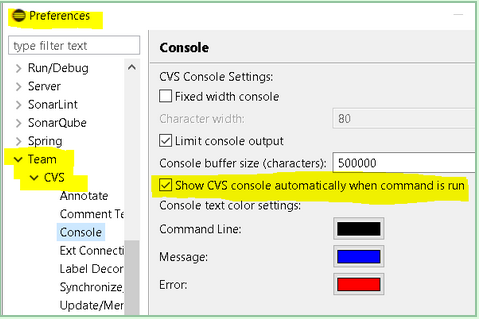 Preferences
type filter text
Run/Debug
Server
SonarLint
SonarQube
Spring
Team
CVS
Annotate
Comment Te
Console
Ext Connecti
Label Decor
Synchronize
Update/Mer
Console
CVS Console Settings:
Fixed width console
Character width: 80
Limit console output
Console buffer size (characters): 500000
Show CVS console automatically when command is run
Console text color settings:
Command Line:
Message:
Error: